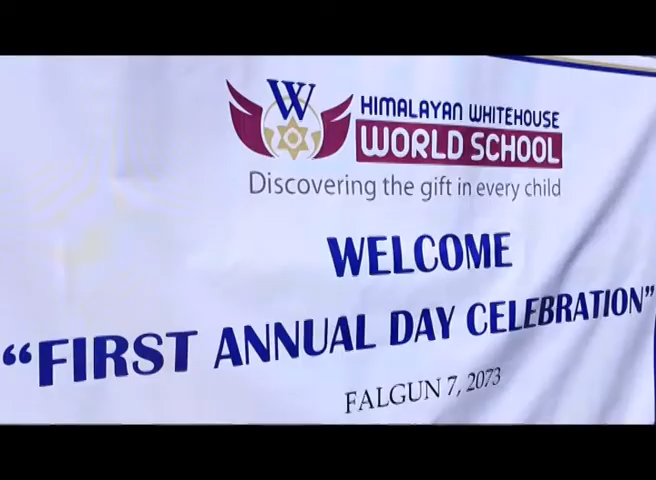 W
HIMALAYAN WHITEHOUSE
WORLD SCHOOL
Discovering the gift in every child
WELCOME
“FIRST ANNUAL DAY CELEBRATION”
FALGUN 7, 2073